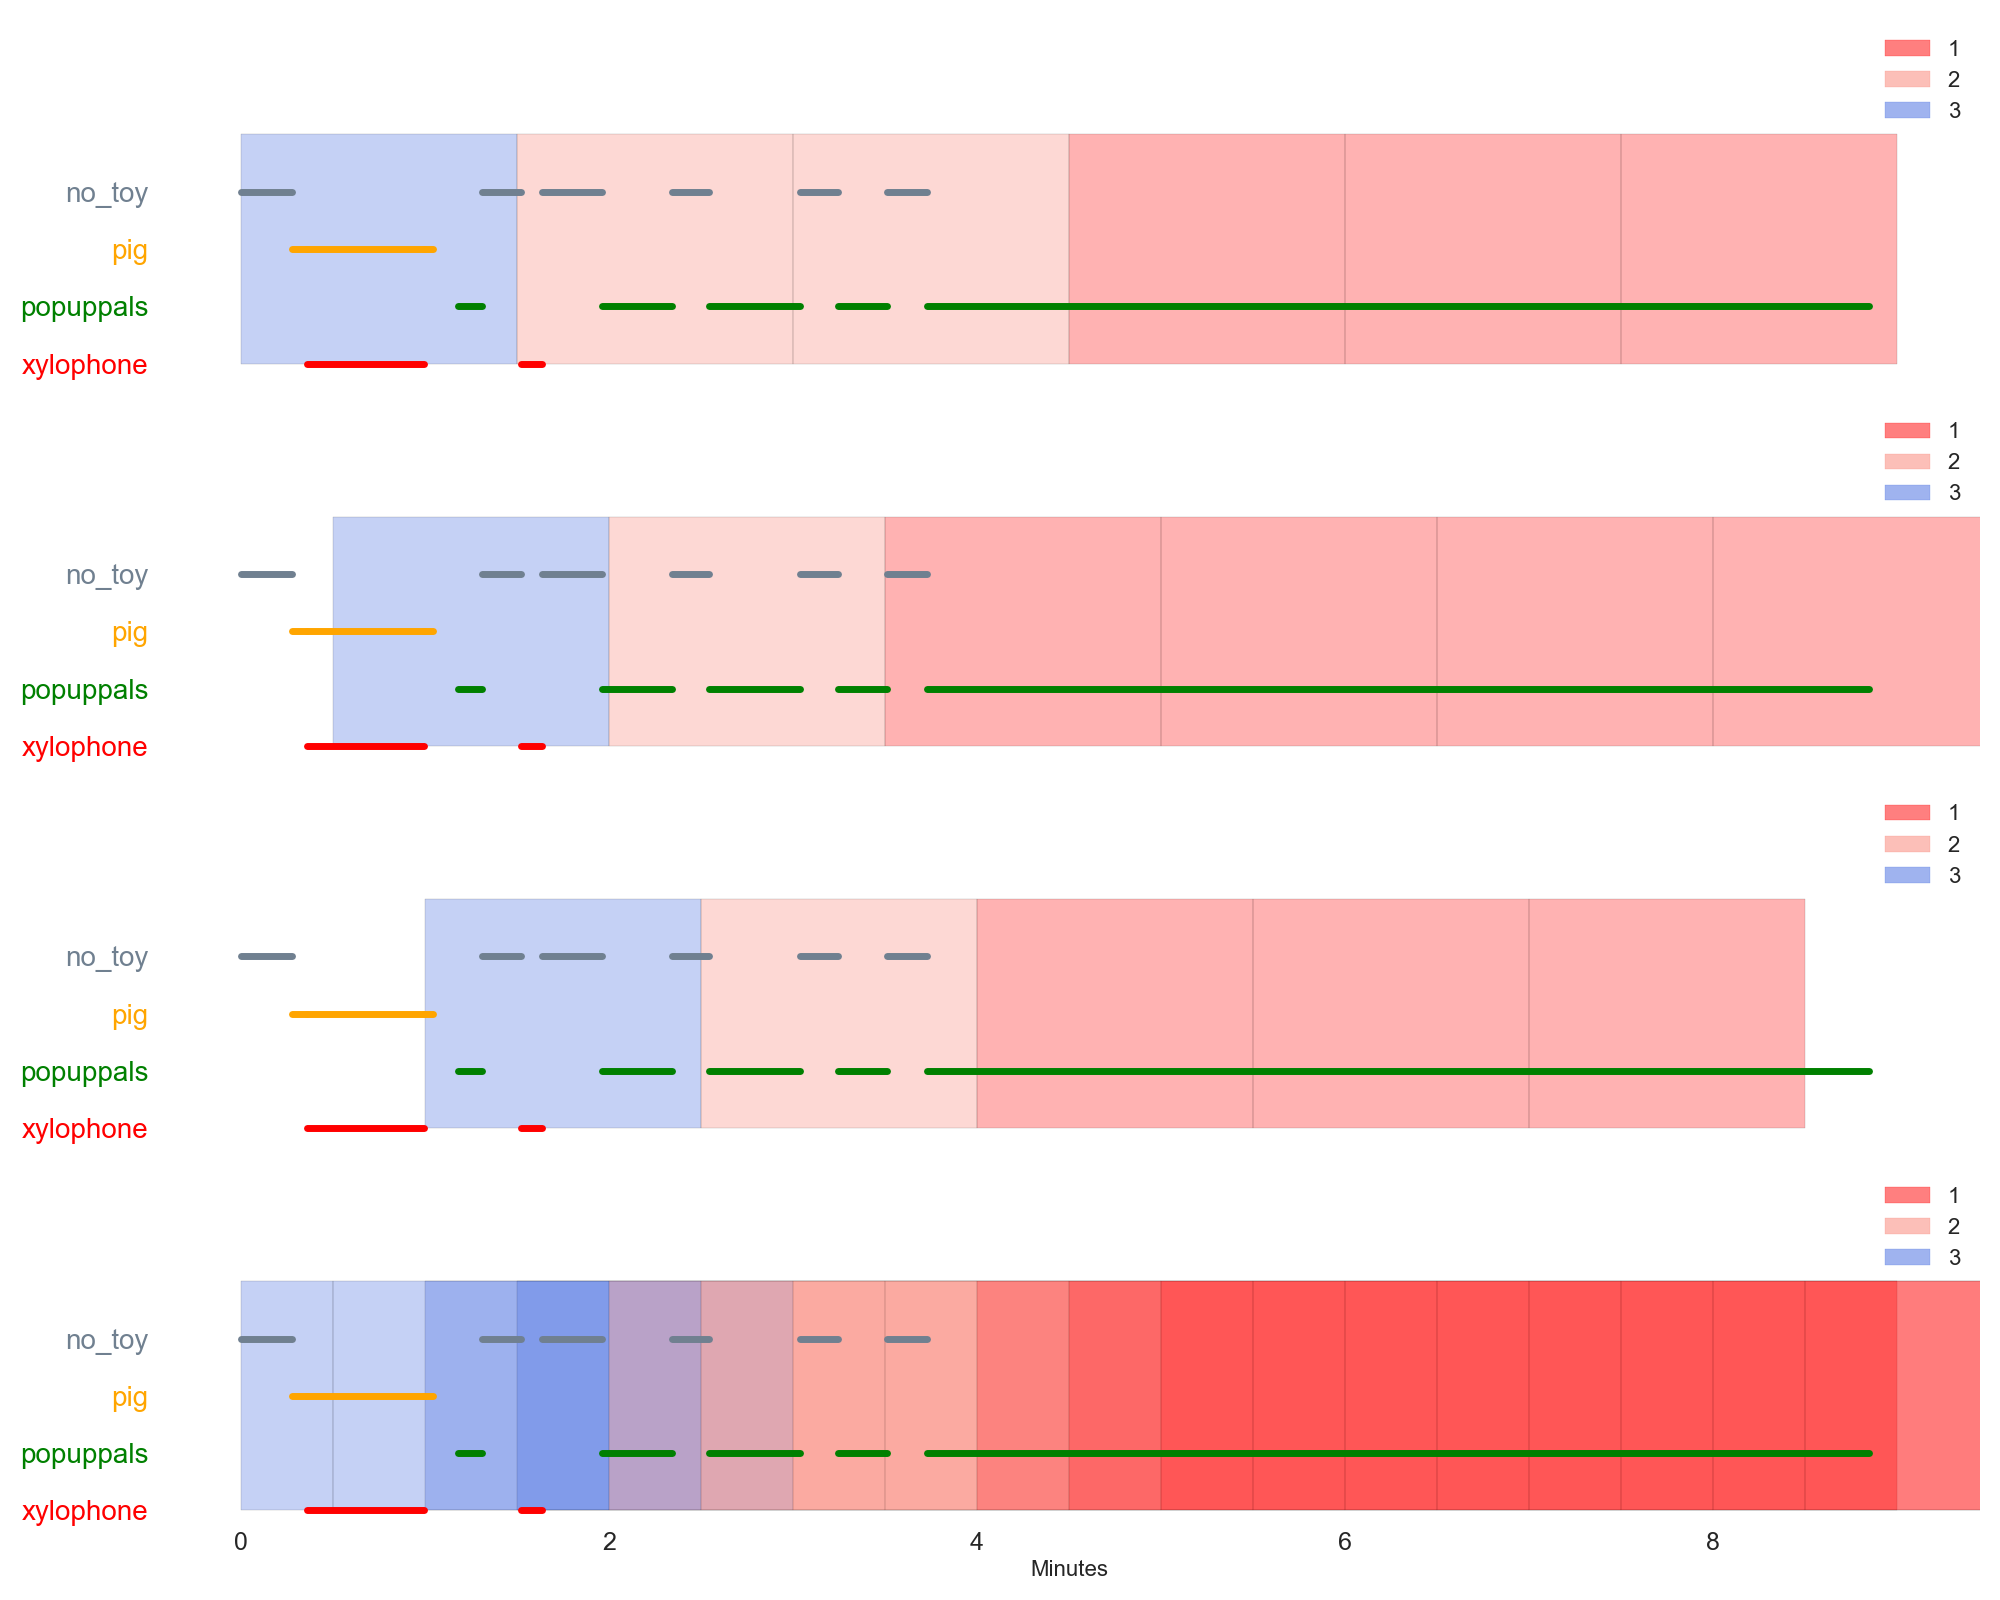 1
2
3
no_toy
pig
popuppals
xylophone
1
2
3
no_toy
pig
popuppals
xylophone
1
2
3
no_toy
pig
popuppals
xylophone
1
2
3
no_toy
pig
popuppals
xylophone
0 2 4 6 8
Minutes